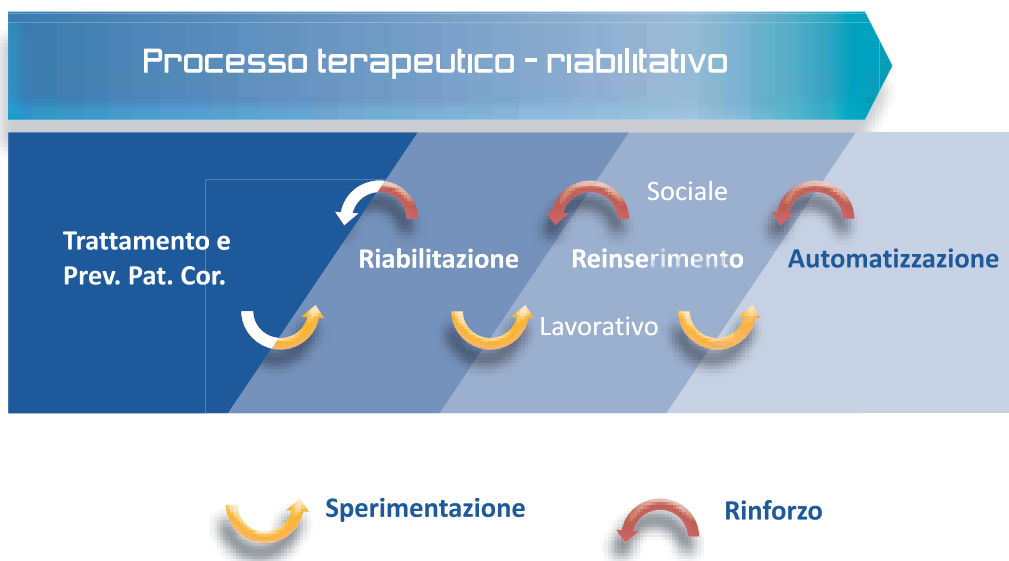 Processo terapeutico - riabilitativo
Sociale
Trattamento e
Prev. Pat. Cor.
Riabilitazione
Reinserimento
Automatizzazione
Lavorativo
Sperimentazione
Rinforzo